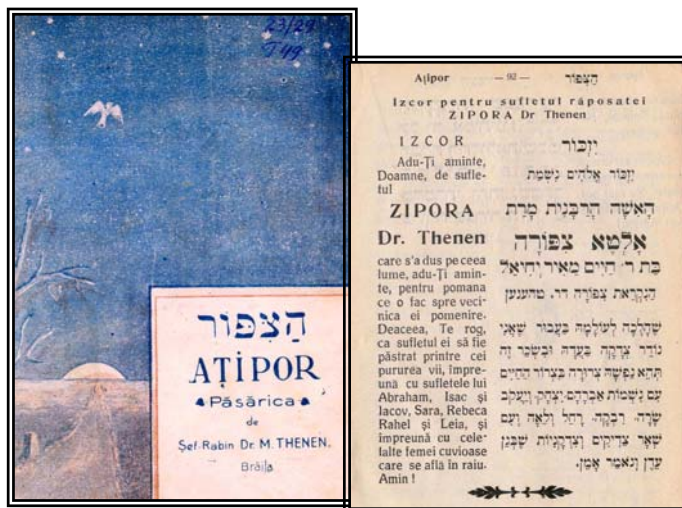 23/29
T 49
הַצִּפּוֹר
AȚIPOR
Păsărica
de
Șef-Rabin Dr. M. THENEN.
Brăila
Ațipor — 92 — הַצִּפּוֹר
Izcor pentru sufletul răposatei
ZIPORA Dr Thenen
IZCOR
Adu-Ți aminte,
Doamne, de sufle-
tul
ZIPORA
Dr. Thenen
care s'a dus pe ceea
lume, adu-Ți amin-
te, pentru pomana
ce o fac spre veci-
nica ei pomenire.
Deaceea, Te rog,
ca sufletul ei să fie
păstrat printre cei
pururea vii, împre-
ună cu sufletele lui
Abraham, Isac și
Iacov, Sara, Rebeca
Rahel și Leia, și
împreună cu cele-
lalte femei cuvioase
care se află în raiu.
Amin !
יִזְכּוֹר
יִזְכּוֹר אֱלֹהִים נִשְׁמַת
הָאִשָּׁה הָרַבָּנִית מָרַת
אַלְטָא צִפּוֹרָה
בַּת ר' חַיִּים מֵאִיר יְחִיאֵל
הַנִּקְרֵאת צִפּוֹרָה דר. טהענען
שֶׁהָלְכָה לְעוֹלָמָהּ בַּעֲבוּר שֶׁאֲנִי
נוֹדֵר צְדָקָה בַּעֲדָהּ וּבִשְׂכַר זֶה
תְּהֵא נַפְשָׁהּ צְרוּרָה בִּצְרוֹר הַחַיִּים
עִם נִשְׁמוֹת אַבְרָהָם יִצְחָק וְיַעֲקֹב
שָׂרָה. רִבְקָה. רָחֵל וְלֵאָה וְעִם
שְׁאָר צַדִּיקִים וְצִדְקָנִיּוֹת שֶׁבְּגַן
עֵדֶן וְנֹאמַר אָמֵן.